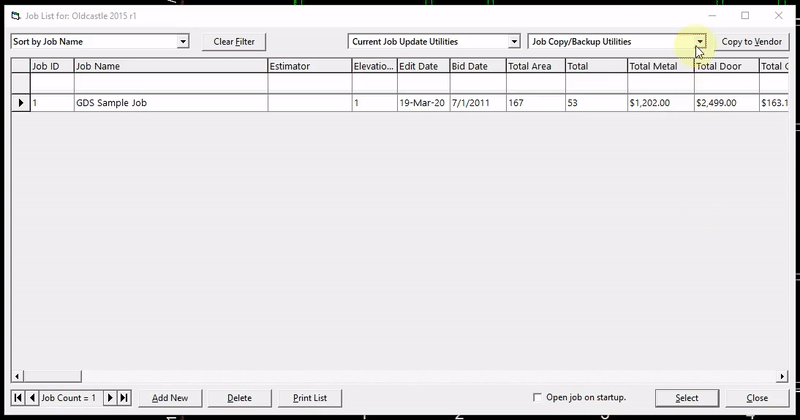 Job List for: Oldcastle 2015 r1
Sort by Job Name Clear Filter Current Job Update Utilities Job Copy/Backup Utilities Copy to Vendor
Job ID Job Name Estimator Elevatio... Edit Date Bid Date Total Area Total Total Metal Total Door Total
1 GDS Sample Job 1 19-Mar-20 7/1/2011 167 53 $1,202.00 $2,499.00 $163.1
Job Count = 1 Add New Delete Print List Open job on startup. Select Close
1 2 3 4